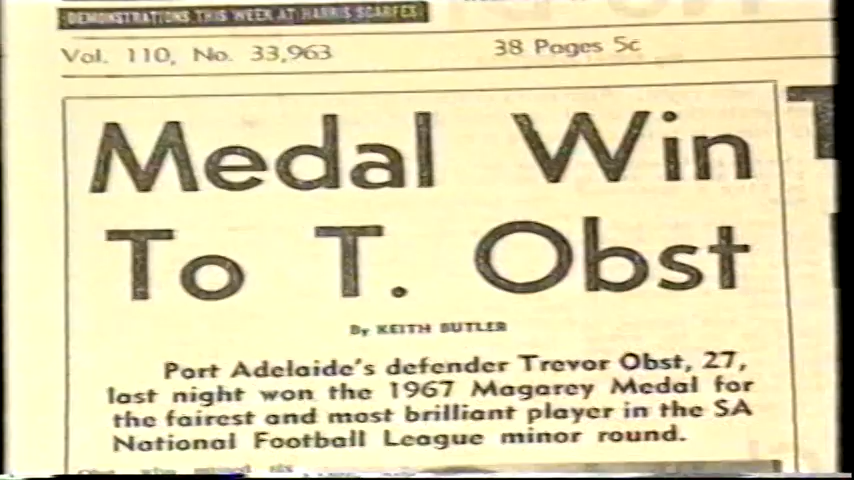 DEMONSTRATIONS THIS WEEK AT HARRIS SCARFES
Vol. 110, No. 33,963 38 Pages 5c
Medal Win
To T. Obst
By KEITH BUTLER
Port Adelaide's defender Trevor Obst, 27,
last night won the 1967 Magarey Medal for
the fairest and most brilliant player in the SA
National Football League minor round.